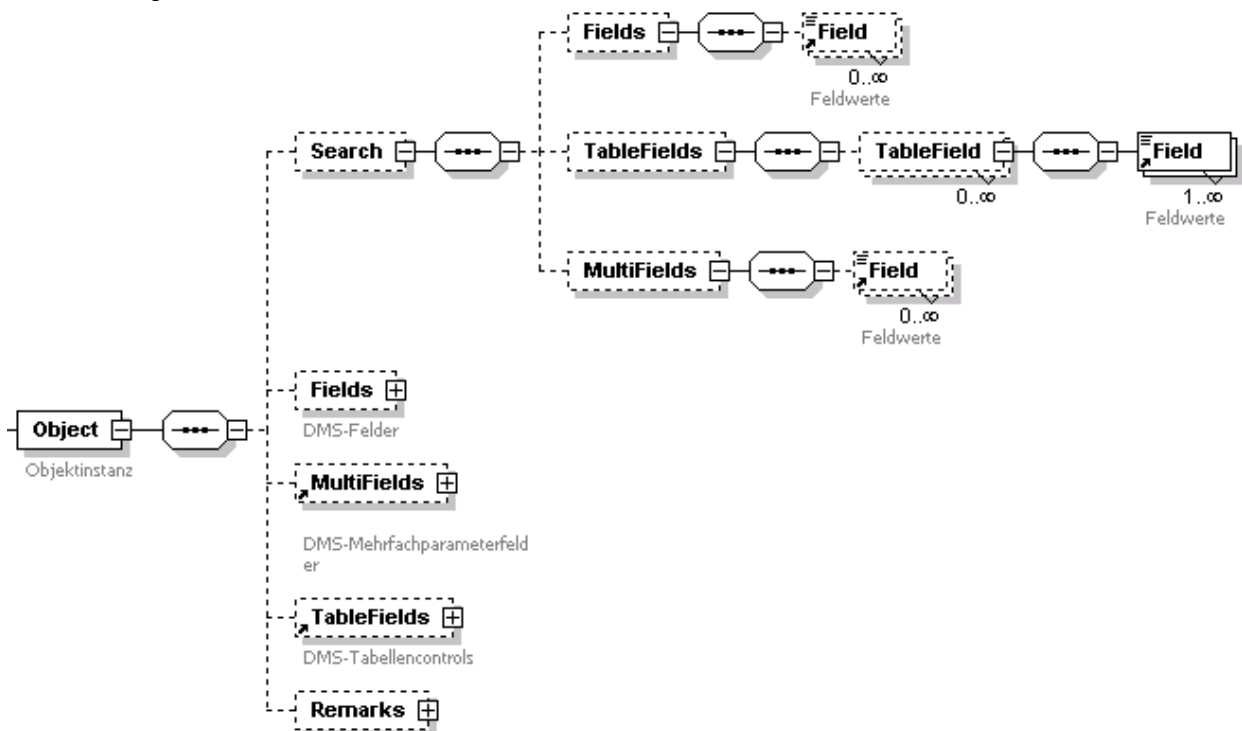 Fields
Field
0..∞
Feldwerte
Search
TableFields
TableField
Field
0..∞
1..∞
Feldwerte
MultiFields
Field
0..∞
Feldwerte
Fields
DMS-Felder
Object
Objektinstanz
MultiFields
DMS-Mehrfachparameterfeld
er
TableFields
DMS-Tabellencontrols
Remarks